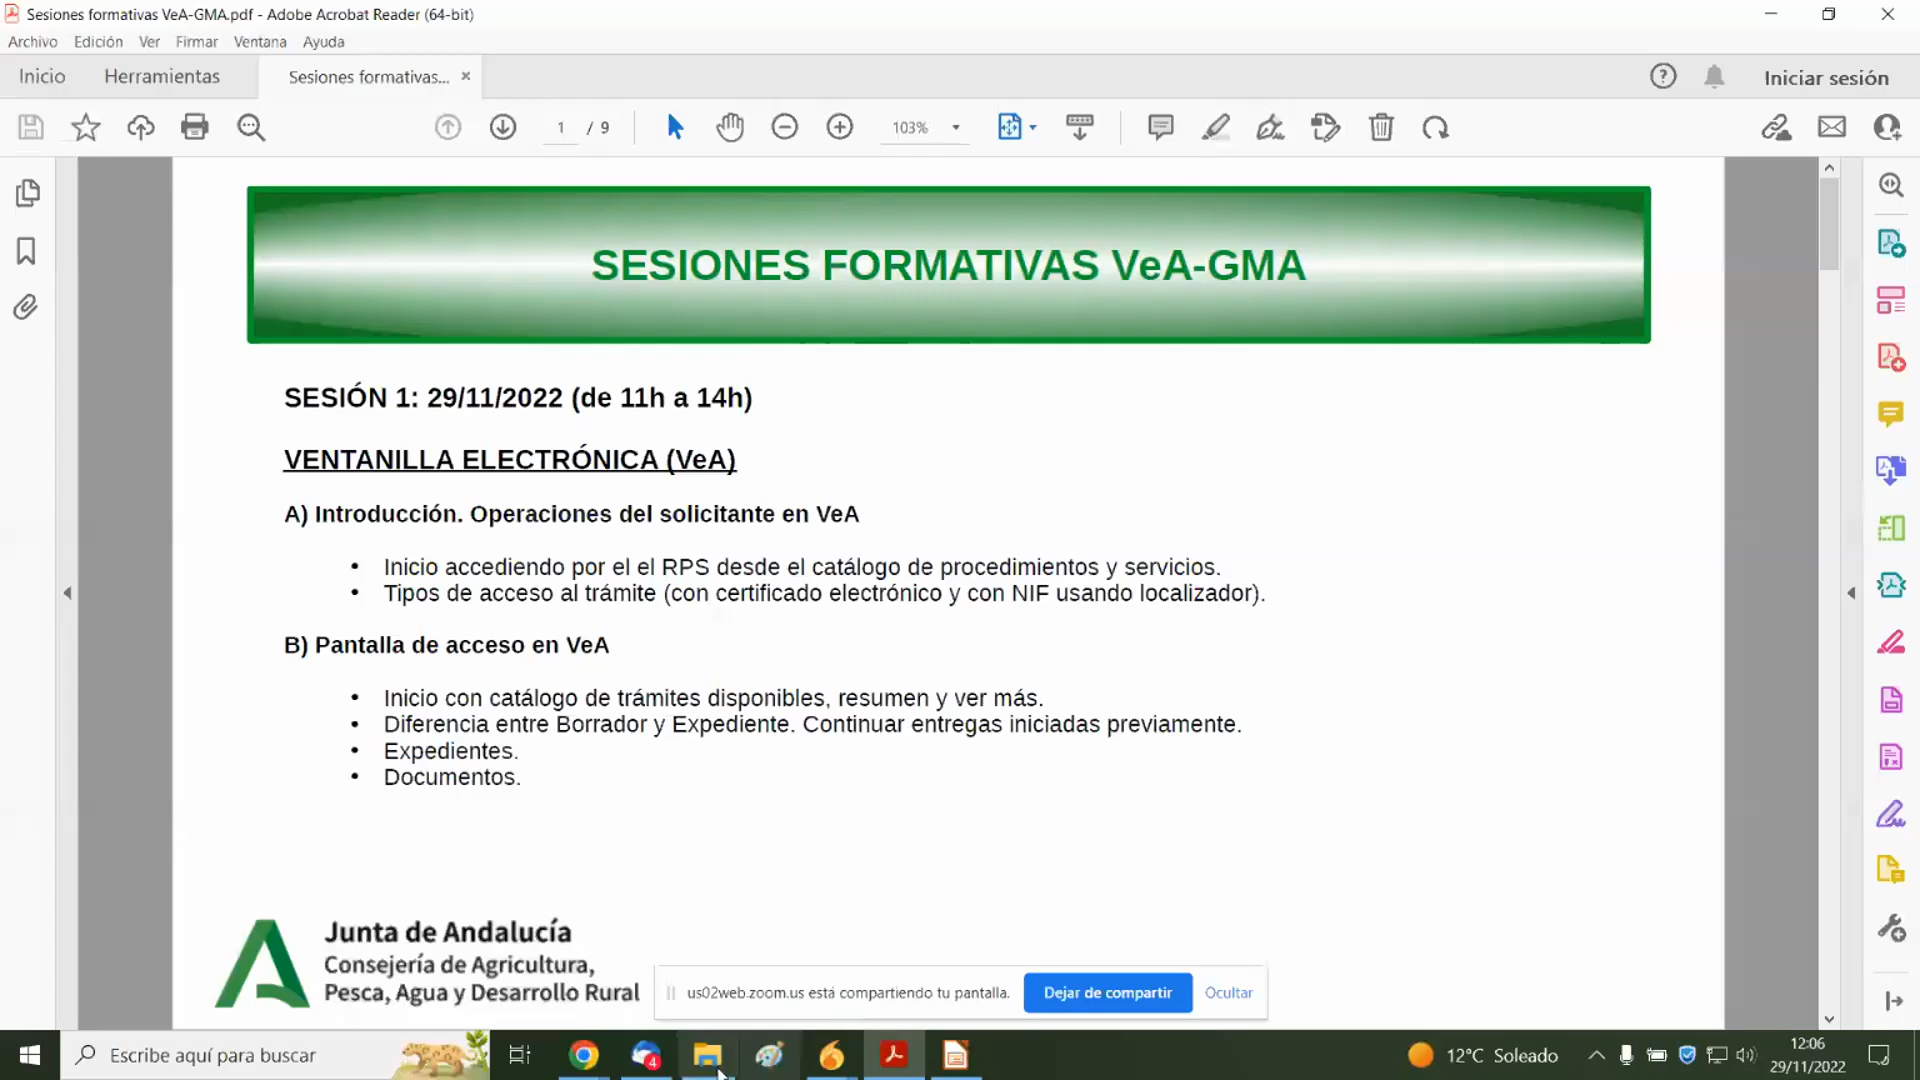 Sesiones formativas VeA-GMA.pdf - Adobe Acrobat Reader (64-bit)
Archivo Edición Ver Firmar Ventana Ayuda
Inicio Herramientas Sesiones formativas... × Iniciar sesión
1 / 9 103%
SESIONES FORMATIVAS VeA-GMA
SESIÓN 1: 29/11/2022 (de 11h a 14h)
VENTANILLA ELECTRÓNICA (VeA)
A) Introducción. Operaciones del solicitante en VeA
• Inicio accediendo por el el RPS desde el catálogo de procedimientos y servicios.
• Tipos de acceso al trámite (con certificado electrónico y con NIF usando localizador).
B) Pantalla de acceso en VeA
• Inicio con catálogo de trámites disponibles, resumen y ver más.
• Diferencia entre Borrador y Expediente. Continuar entregas iniciadas previamente.
• Expedientes.
• Documentos.
Junta de Andalucía
Consejería de Agricultura,
Pesca, Agua y Desarrollo Rural
us02web.zoom.us está compartiendo tu pantalla. Dejar de compartir Ocultar
Escribe aquí para buscar 4 12°C Soleado 12:06
29/11/2022